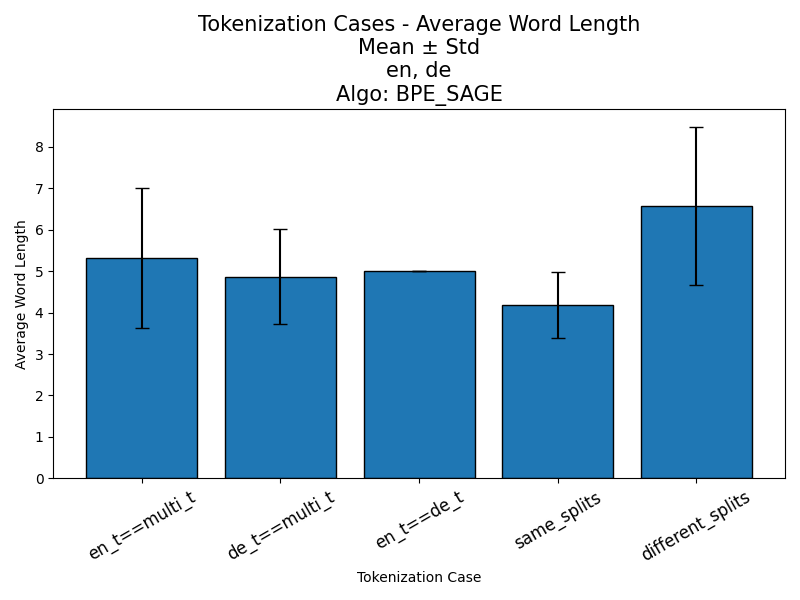 Tokenization Cases - Average Word Length
Mean ± Std
en, de
Algo: BPE_SAGE
Average Word Length
8
7
6
5
4
3
2
1
0
en_t==multi_t
de_t==multi_t
en_t==de_t
same_splits
different_splits
Tokenization Case